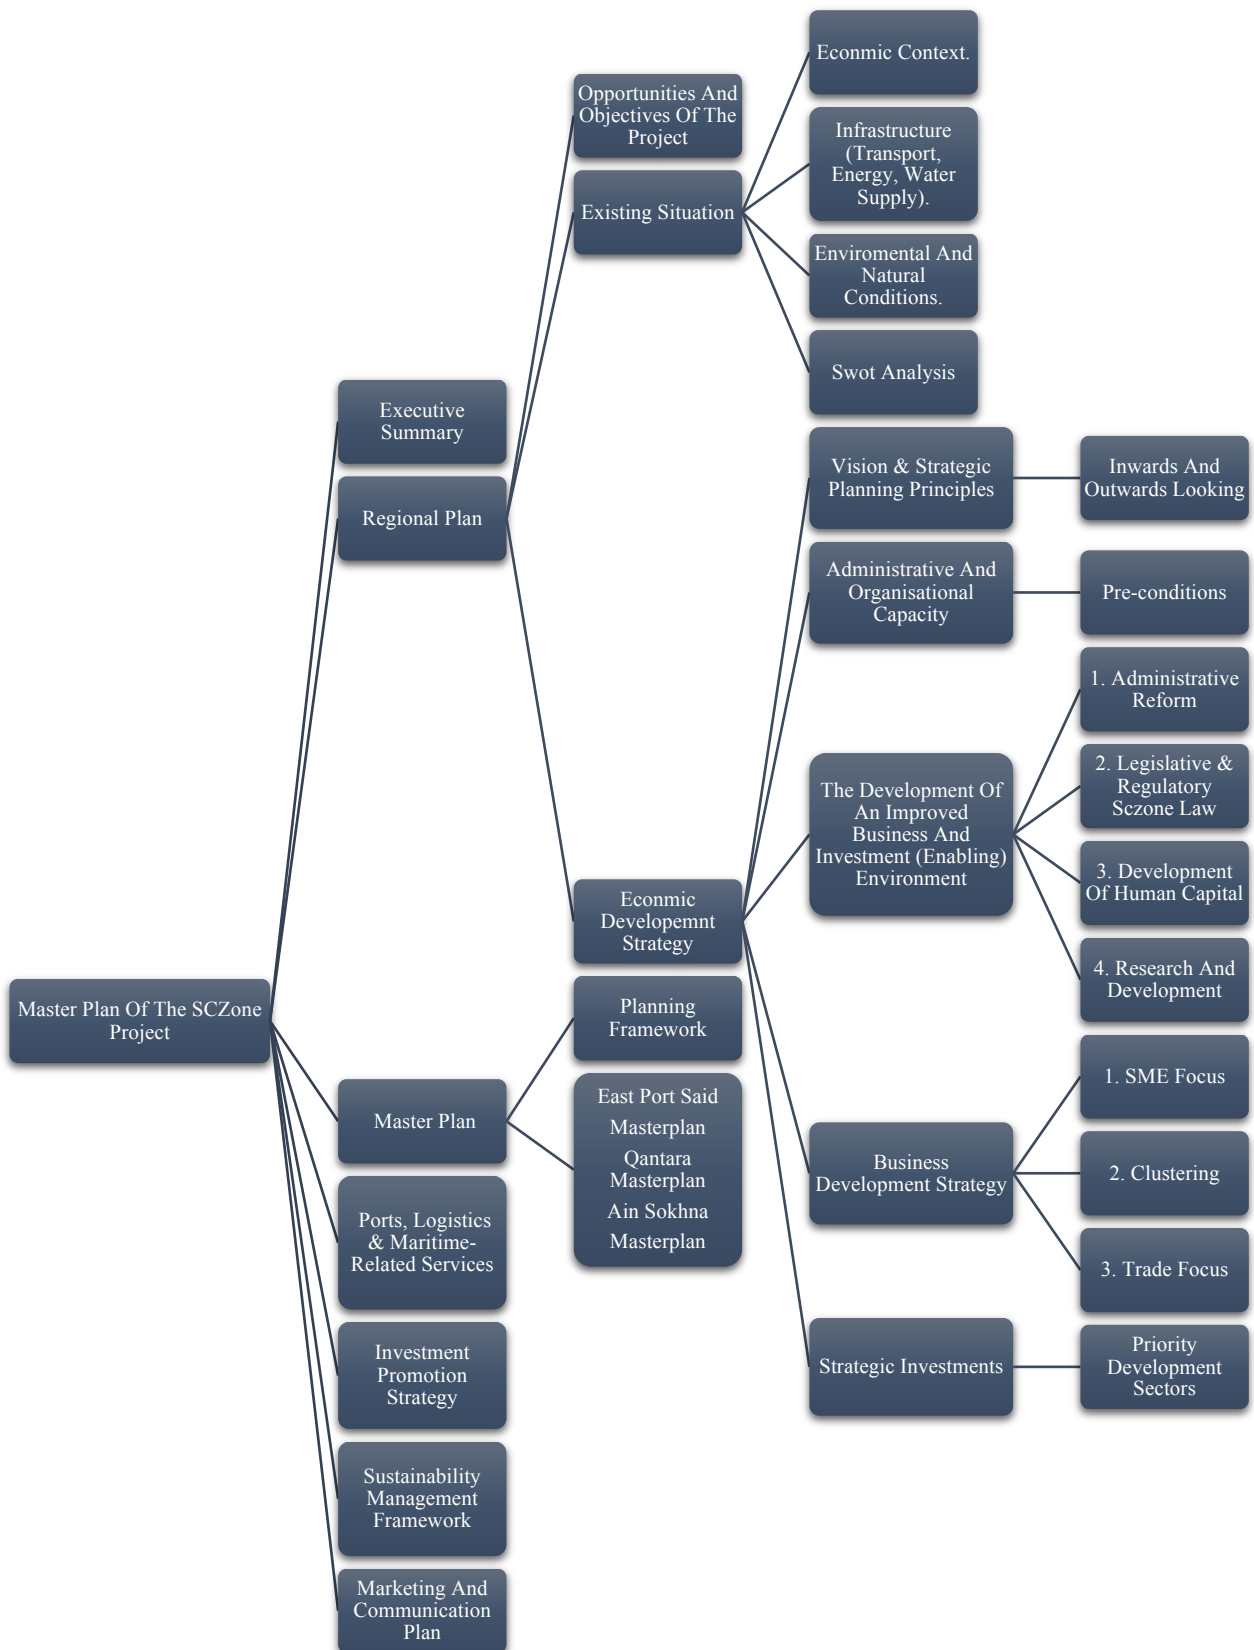 Master Plan Of The SCZone
Project
Executive
Summary
Regional Plan
Opportunities And
Objectives Of The
Project
Existing Situation
Econmic Context.
Infrastructure
(Transport,
Energy, Water
Supply).
Enviromental And
Natural
Conditions.
Swot Analysis
Econmic
Developemnt
Strategy
Vision & Strategic
Planning Principles
Inwards And
Outwards Looking
Administrative And
Organisational
Capacity
Pre-conditions
The Development Of
An Improved
Business And
Investment (Enabling)
Environment
1. Administrative
Reform
2. Legislative &
Regulatory
Sczone Law
3. Development
Of Human Capital
4. Research And
Development
Business
Development Strategy
1. SME Focus
2. Clustering
3. Trade Focus
Strategic Investments
Priority
Development
Sectors
Master Plan
Planning
Framework
East Port Said
Masterplan
Qantara
Masterplan
Ain Sokhna
Masterplan
Ports, Logistics
& Maritime-
Related Services
Investment
Promotion
Strategy
Sustainability
Management
Framework
Marketing And
Communication
Plan